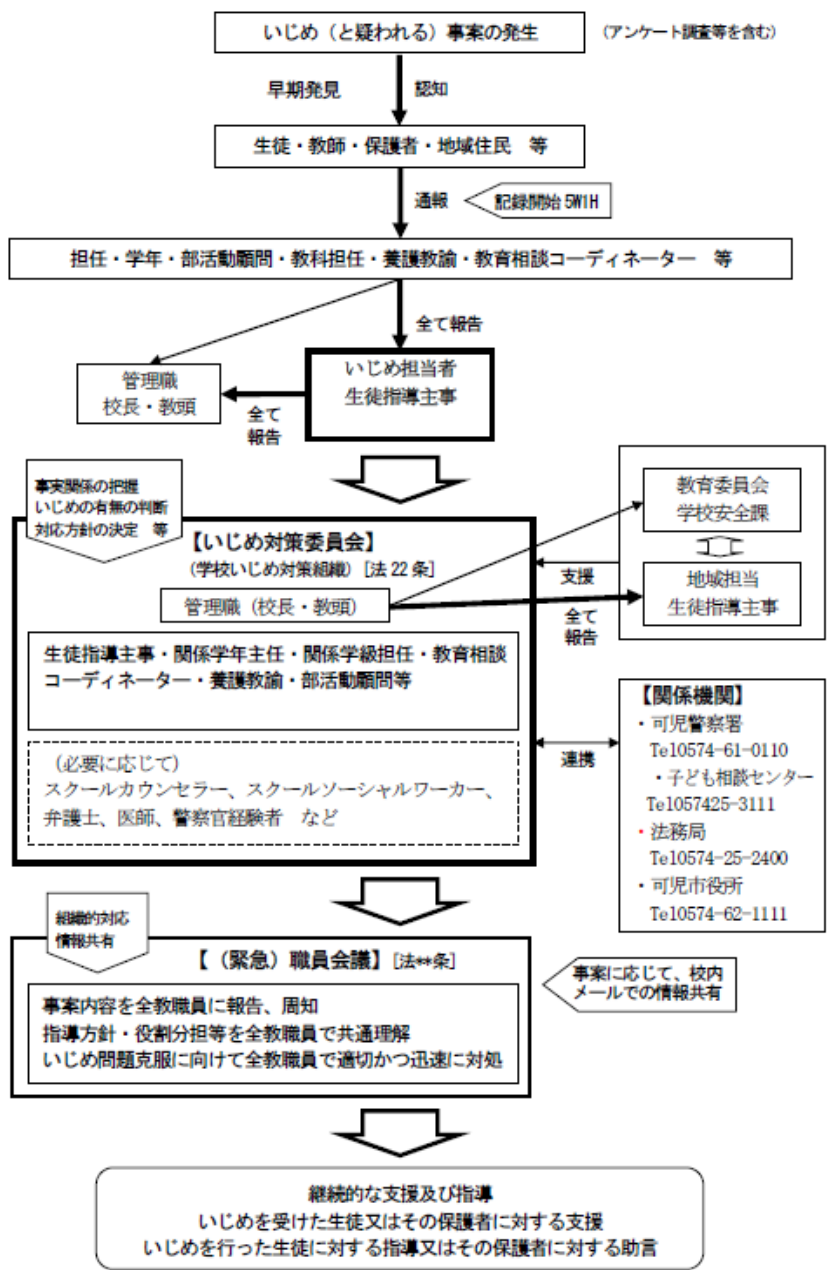 いじめ（と疑われる）事案の発生
（アンケート調査等を含む）
早期発見
認知
生徒・教師・保護者・地域住民　等
通報
記録開始 5W1H
担任・学年・部活動顧問・教科担任・養護教諭・教育相談コーディネーター　等
全て報告
いじめ担当者
生徒指導主事
管理職
校長・教頭
全て
報告
事実関係の把握
いじめの有無の判断
対応方針の決定　等
【いじめ対策委員会】
（学校いじめ対策組織）[法 22 条]
管理職（校長・教頭）
生徒指導主事・関係学年主任・関係学級担任・教育相談
コーディネーター・養護教諭・部活動顧問等
（必要に応じて）
スクールカウンセラー、スクールソーシャルワーカー、
弁護士、医師、警察官経験者　など
教育委員会
学校安全課
支援
地域担当
生徒指導主事
全て
報告
連携
【関係機関】
・可児警察署
Tel0574-61-0110
・子ども相談センター
Tel057425-3111
・法務局
Tel0574-25-2400
・可児市役所
Tel0574-62-1111
組織的対応
情報共有
【（緊急）職員会議】[法**条]
事案内容を全教職員に報告、周知
指導方針・役割分担等を全教職員で共通理解
いじめ問題克服に向けて全教職員で適切かつ迅速に対処
事案に応じて、校内
メールでの情報共有
継続的な支援及び指導
いじめを受けた生徒又はその保護者に対する支援
いじめを行った生徒に対する指導又はその保護者に対する助言